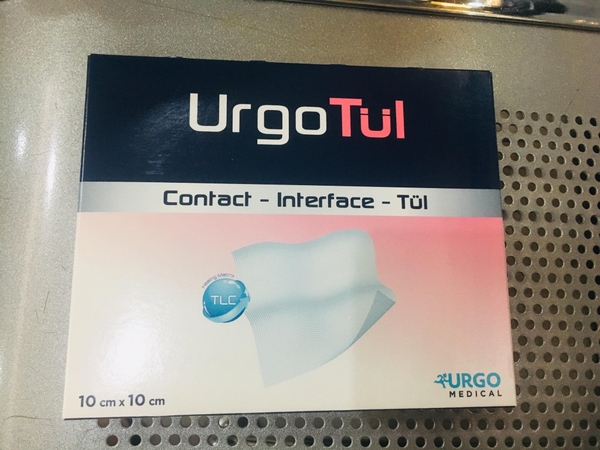 UrgoTül
Contact - Interface - Tül
TLC
10 cm x 10 cm
URGO
MEDICAL